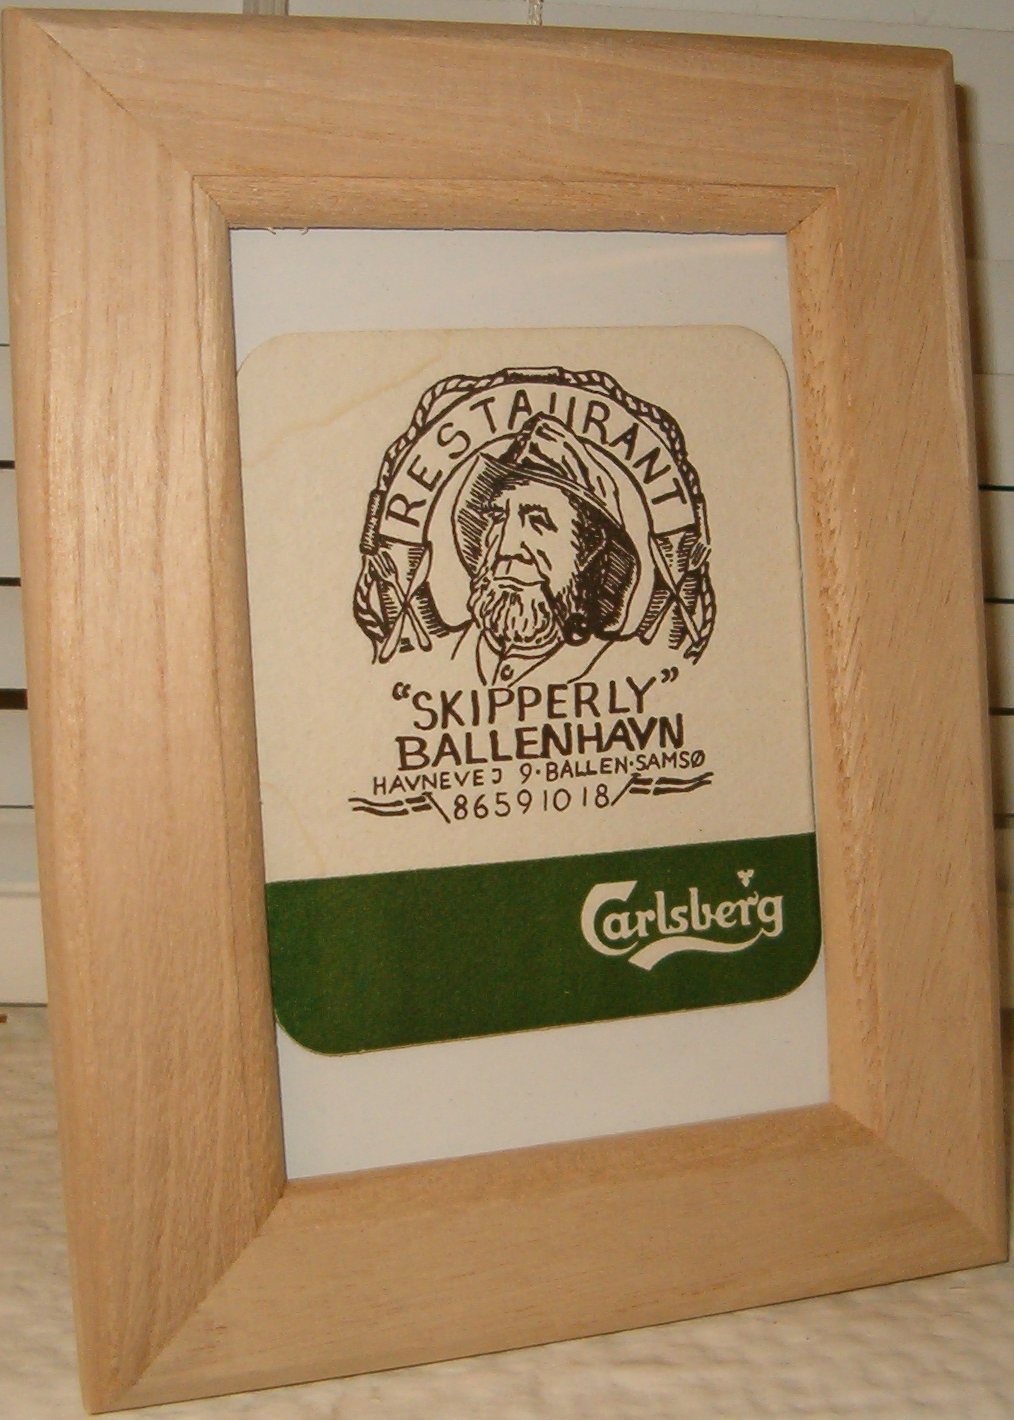 RESTAURANT
“SKIPPERLY”
BALLENHAVN
HAVNEVEJ 9·BALLEN·SAMSØ
86591018
Carlsberg